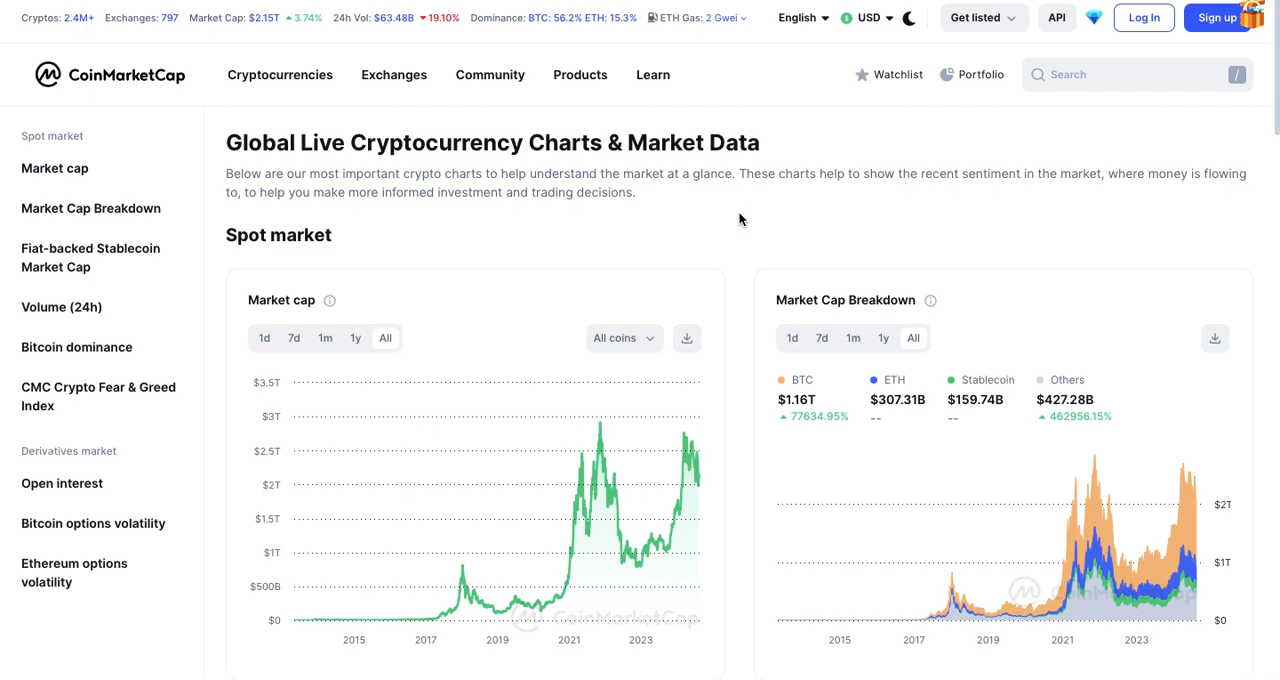 Cryptos: 2.4M+ Exchanges: 797 Market Cap: $2.15T 3.74% 24h Vol: $63.48B 19.10% Dominance: BTC: 56.2% ETH: 15.3% ETH Gas: 2 Gwei English USD Get listed API Log In Sign up
CoinMarketCap Cryptocurrencies Exchanges Community Products Learn Watchlist Portfolio Search /
Spot market
Market cap
Market Cap Breakdown
Fiat-backed Stablecoin
Market Cap
Volume (24h)
Bitcoin dominance
CMC Crypto Fear & Greed
Index
Derivatives market
Open interest
Bitcoin options volatility
Ethereum options
volatility
Global Live Cryptocurrency Charts & Market Data
Below are our most important crypto charts to help understand the market at a glance. These charts help to show the recent sentiment in the market, where money is flowing
to, to help you make more informed investment and trading decisions.
Spot market
Market cap
1d 7d 1m 1y All All coins
$3.5T
$3T
$2.5T
$2T
$1.5T
$1T
$500B
$0
CoinMarketCap
2015 2017 2019 2021 2023
Market Cap Breakdown
1d 7d 1m 1y All
BTC ETH Stablecoin Others
$1.16T $307.31B $159.74B $427.28B
77634.95% -- -- 462956.15%
$2T
$1T
CoinMarketCap
$0
2015 2017 2019 2021 2023